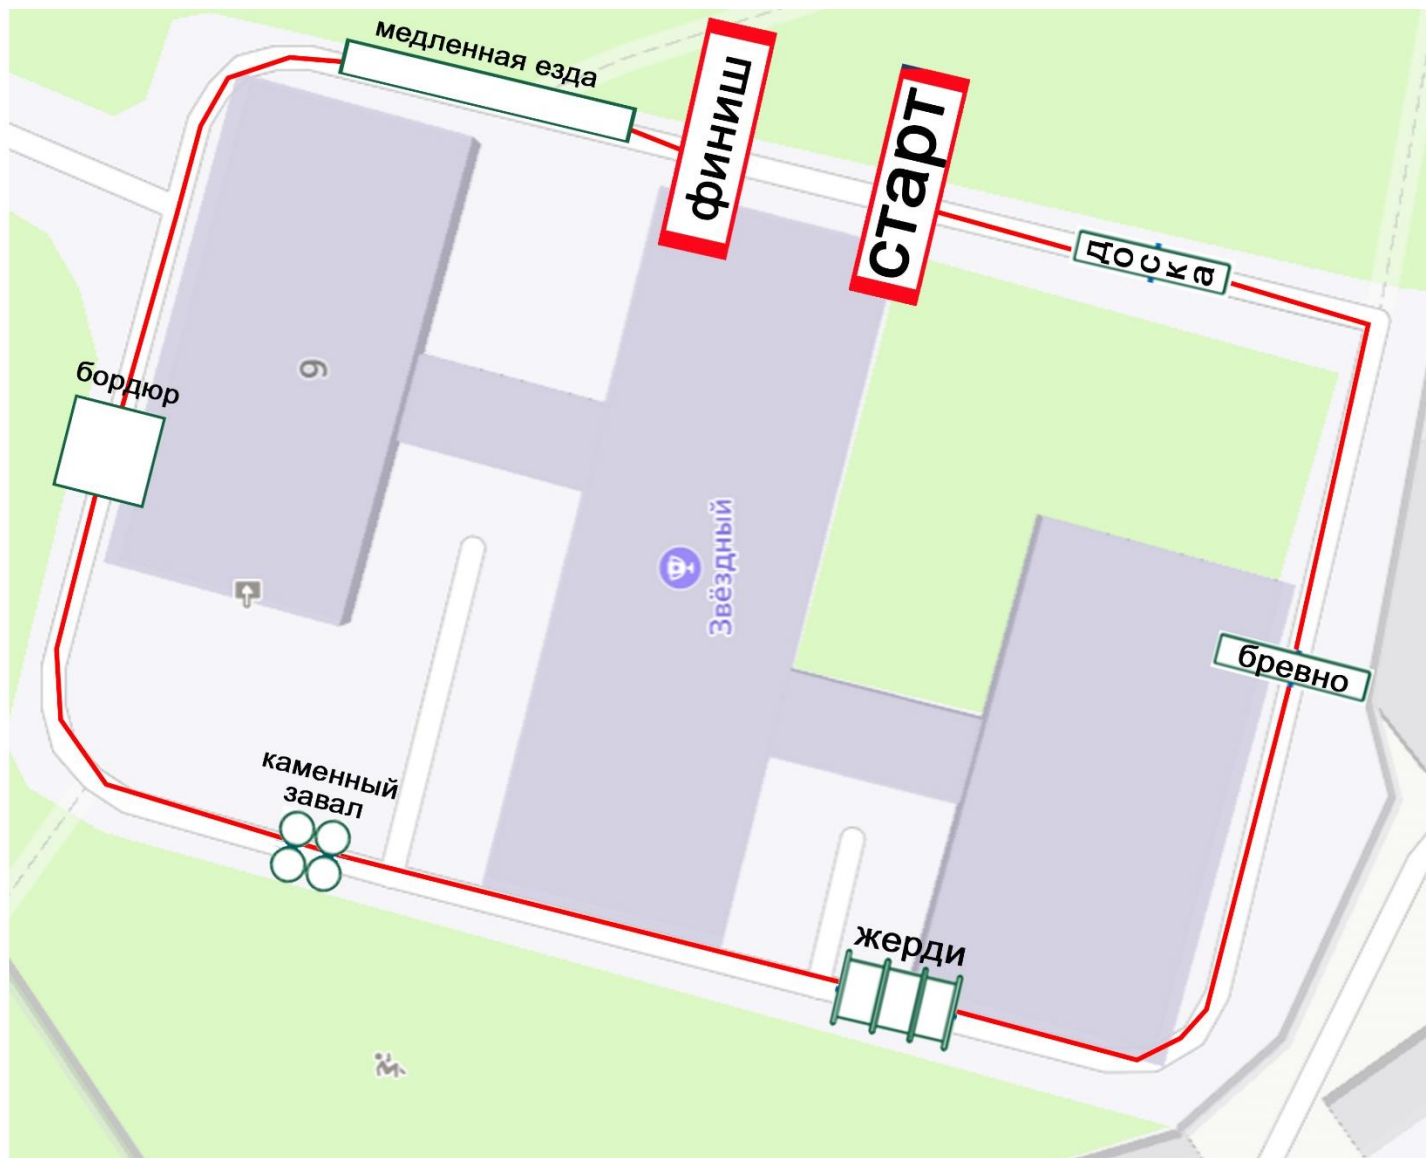 медленная езда
финиш
старт
Доска
бордюр
9
Звёздный
бревно
каменный
завал
жерди